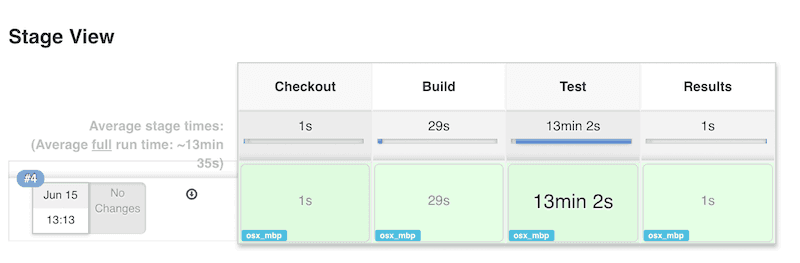 Stage View
Checkout Build Test Results
Average stage times:
(Average full run time: ~13min
35s)
1s 29s 13min 2s 1s
#4
Jun 15
13:13
No
Changes
1s 29s 13min 2s 1s
osx_mbp osx_mbp osx_mbp osx_mbp